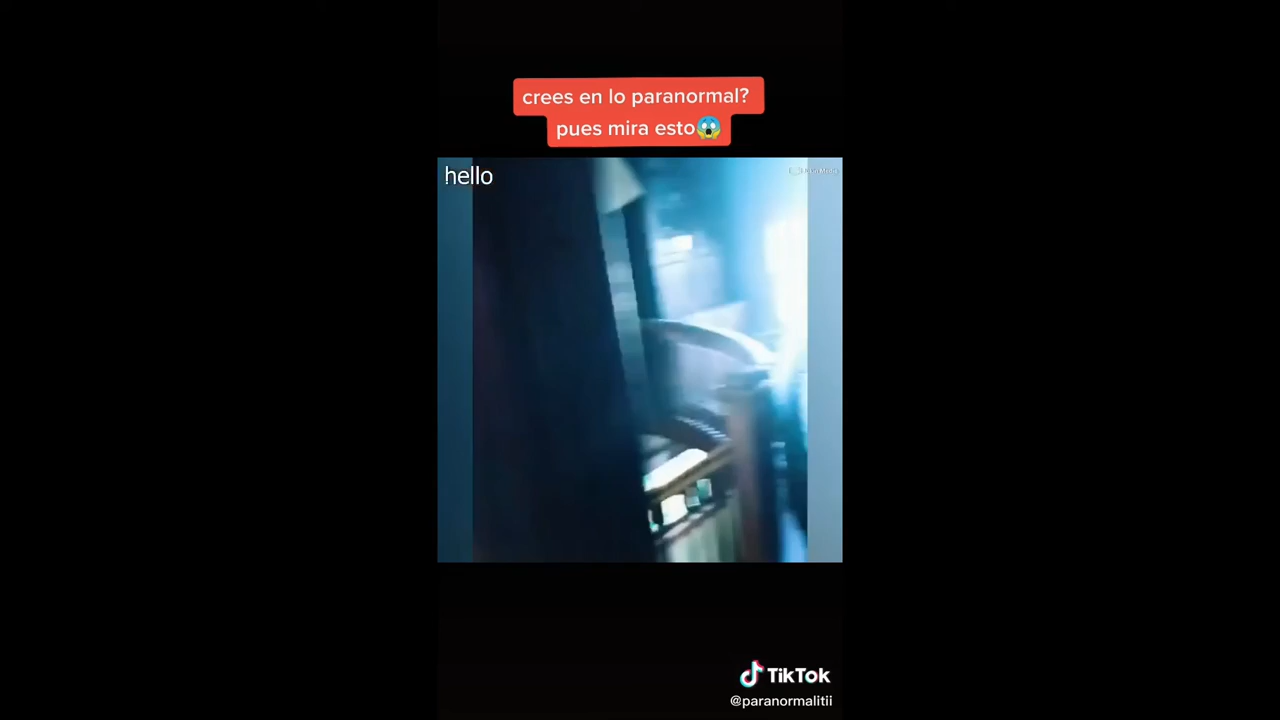 crees en lo paranormal?
pues mira esto😱
hello
TikTok
@paranormalitii